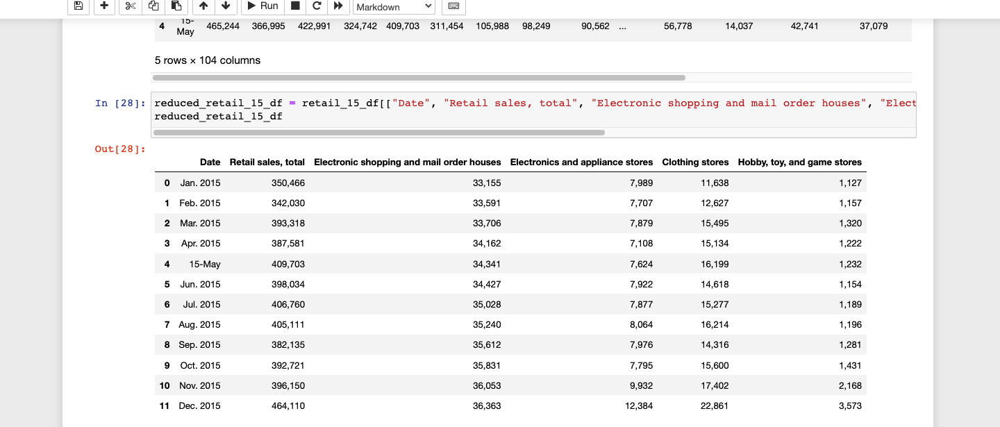 Run Markdown
4 15-May 465,244 366,995 422,991 324,742 409,703 311,454 105,988 98,249 90,562 ... 56,778 14,037 42,741 37,079
5 rows × 104 columns
In [28]: reduced_retail_15_df = retail_15_df[["Date", "Retail sales, total", "Electronic shopping and mail order houses", "Elect
reduced_retail_15_df
Out[28]:
Date Retail sales, total Electronic shopping and mail order houses Electronics and appliance stores Clothing stores Hobby, toy, and game stores
0 Jan. 2015 350,466 33,155 7,989 11,638 1,127
1 Feb. 2015 342,030 33,591 7,707 12,627 1,157
2 Mar. 2015 393,318 33,706 7,879 15,495 1,320
3 Apr. 2015 387,581 34,162 7,108 15,134 1,222
4 15-May 409,703 34,341 7,624 16,199 1,232
5 Jun. 2015 398,034 34,427 7,922 14,618 1,154
6 Jul. 2015 406,760 35,028 7,877 15,277 1,189
7 Aug. 2015 405,111 35,240 8,064 16,214 1,196
8 Sep. 2015 382,135 35,612 7,976 14,316 1,281
9 Oct. 2015 392,721 35,831 7,795 15,600 1,431
10 Nov. 2015 396,150 36,053 9,932 17,402 2,168
11 Dec. 2015 464,110 36,363 12,384 22,861 3,573